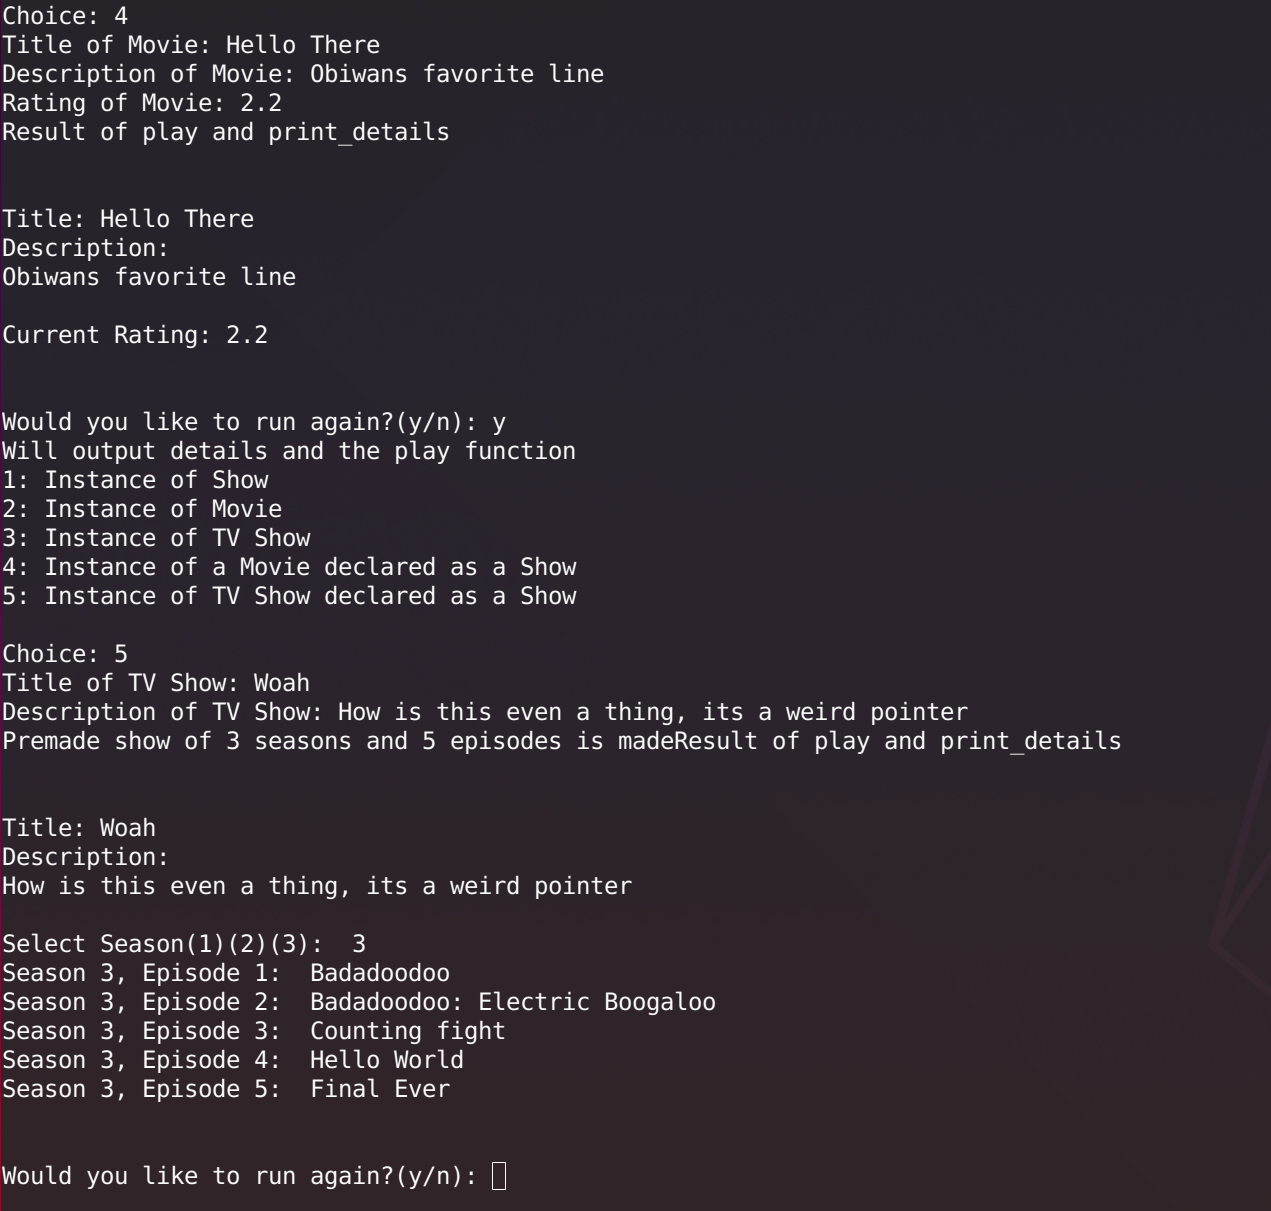 Choice: 4
Title of Movie: Hello There
Description of Movie: Obiwans favorite line
Rating of Movie: 2.2
Result of play and print_details
Title: Hello There
Description:
Obiwans favorite line
Current Rating: 2.2
Would you like to run again?(y/n): y
Will output details and the play function
1: Instance of Show
2: Instance of Movie
3: Instance of TV Show
4: Instance of a Movie declared as a Show
5: Instance of TV Show declared as a Show
Choice: 5
Title of TV Show: Woah
Description of TV Show: How is this even a thing, its a weird pointer
Premade show of 3 seasons and 5 episodes is madeResult of play and print_details
Title: Woah
Description:
How is this even a thing, its a weird pointer
Select Season(1)(2)(3):  3
Season 3, Episode 1:  Badadoodoo
Season 3, Episode 2:  Badadoodoo: Electric Boogaloo
Season 3, Episode 3:  Counting fight
Season 3, Episode 4:  Hello World
Season 3, Episode 5:  Final Ever
Would you like to run again?(y/n):